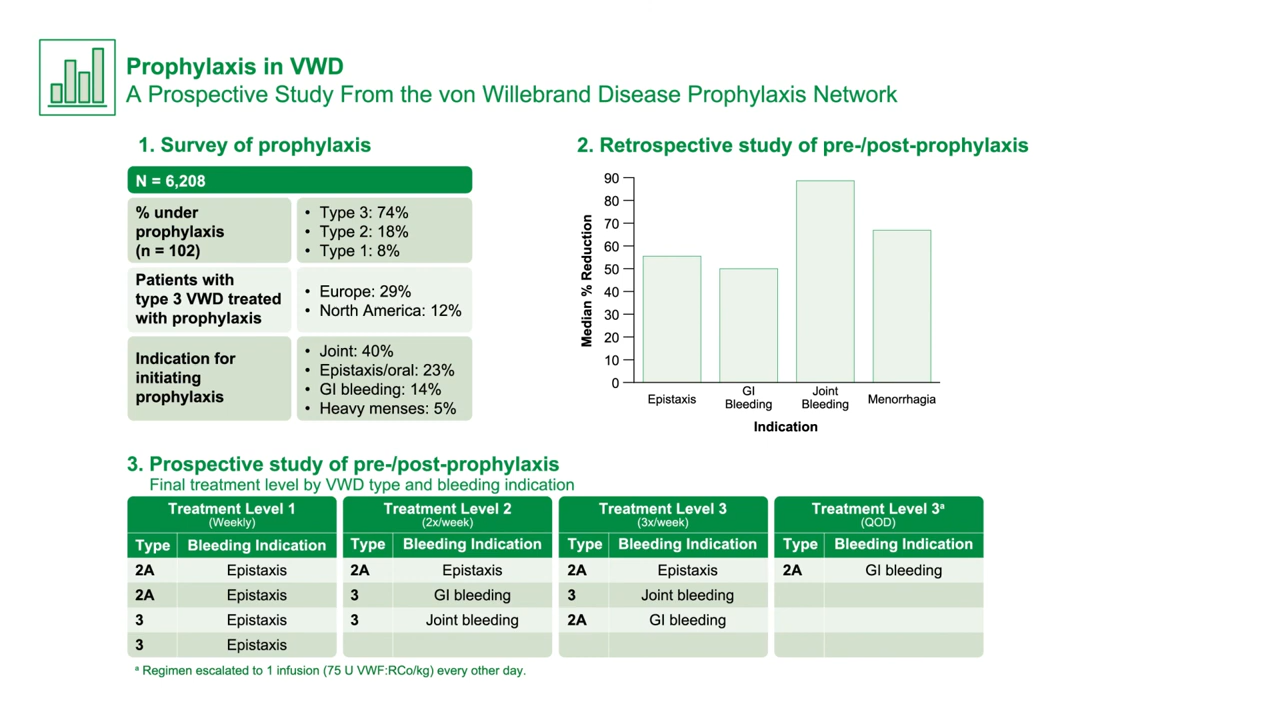 Prophylaxis in VWD
A Prospective Study From the von Willebrand Disease Prophylaxis Network
1. Survey of prophylaxis
N = 6,208
% under
prophylaxis
(n = 102)
• Type 3: 74%
• Type 2: 18%
• Type 1: 8%
Patients with
type 3 VWD treated
with prophylaxis
• Europe: 29%
• North America: 12%
Indication for
initiating
prophylaxis
• Joint: 40%
• Epistaxis/oral: 23%
• GI bleeding: 14%
• Heavy menses: 5%
2. Retrospective study of pre-/post-prophylaxis
Median % Reduction
90
80
70
60
50
40
30
20
10
0
Epistaxis
GI
Bleeding
Joint
Bleeding
Menorrhagia
Indication
3. Prospective study of pre-/post-prophylaxis
Final treatment level by VWD type and bleeding indication
Treatment Level 1
(Weekly)
Type Bleeding Indication
2A Epistaxis
2A Epistaxis
3 Epistaxis
3 Epistaxis
Treatment Level 2
(2x/week)
Type Bleeding Indication
2A Epistaxis
3 GI bleeding
3 Joint bleeding
Treatment Level 3
(3x/week)
Type Bleeding Indication
2A Epistaxis
3 Joint bleeding
2A GI bleeding
Treatment Level 3ᵃ
(QOD)
Type Bleeding Indication
2A GI bleeding
ᵃ Regimen escalated to 1 infusion (75 U VWF:RCo/kg) every other day.